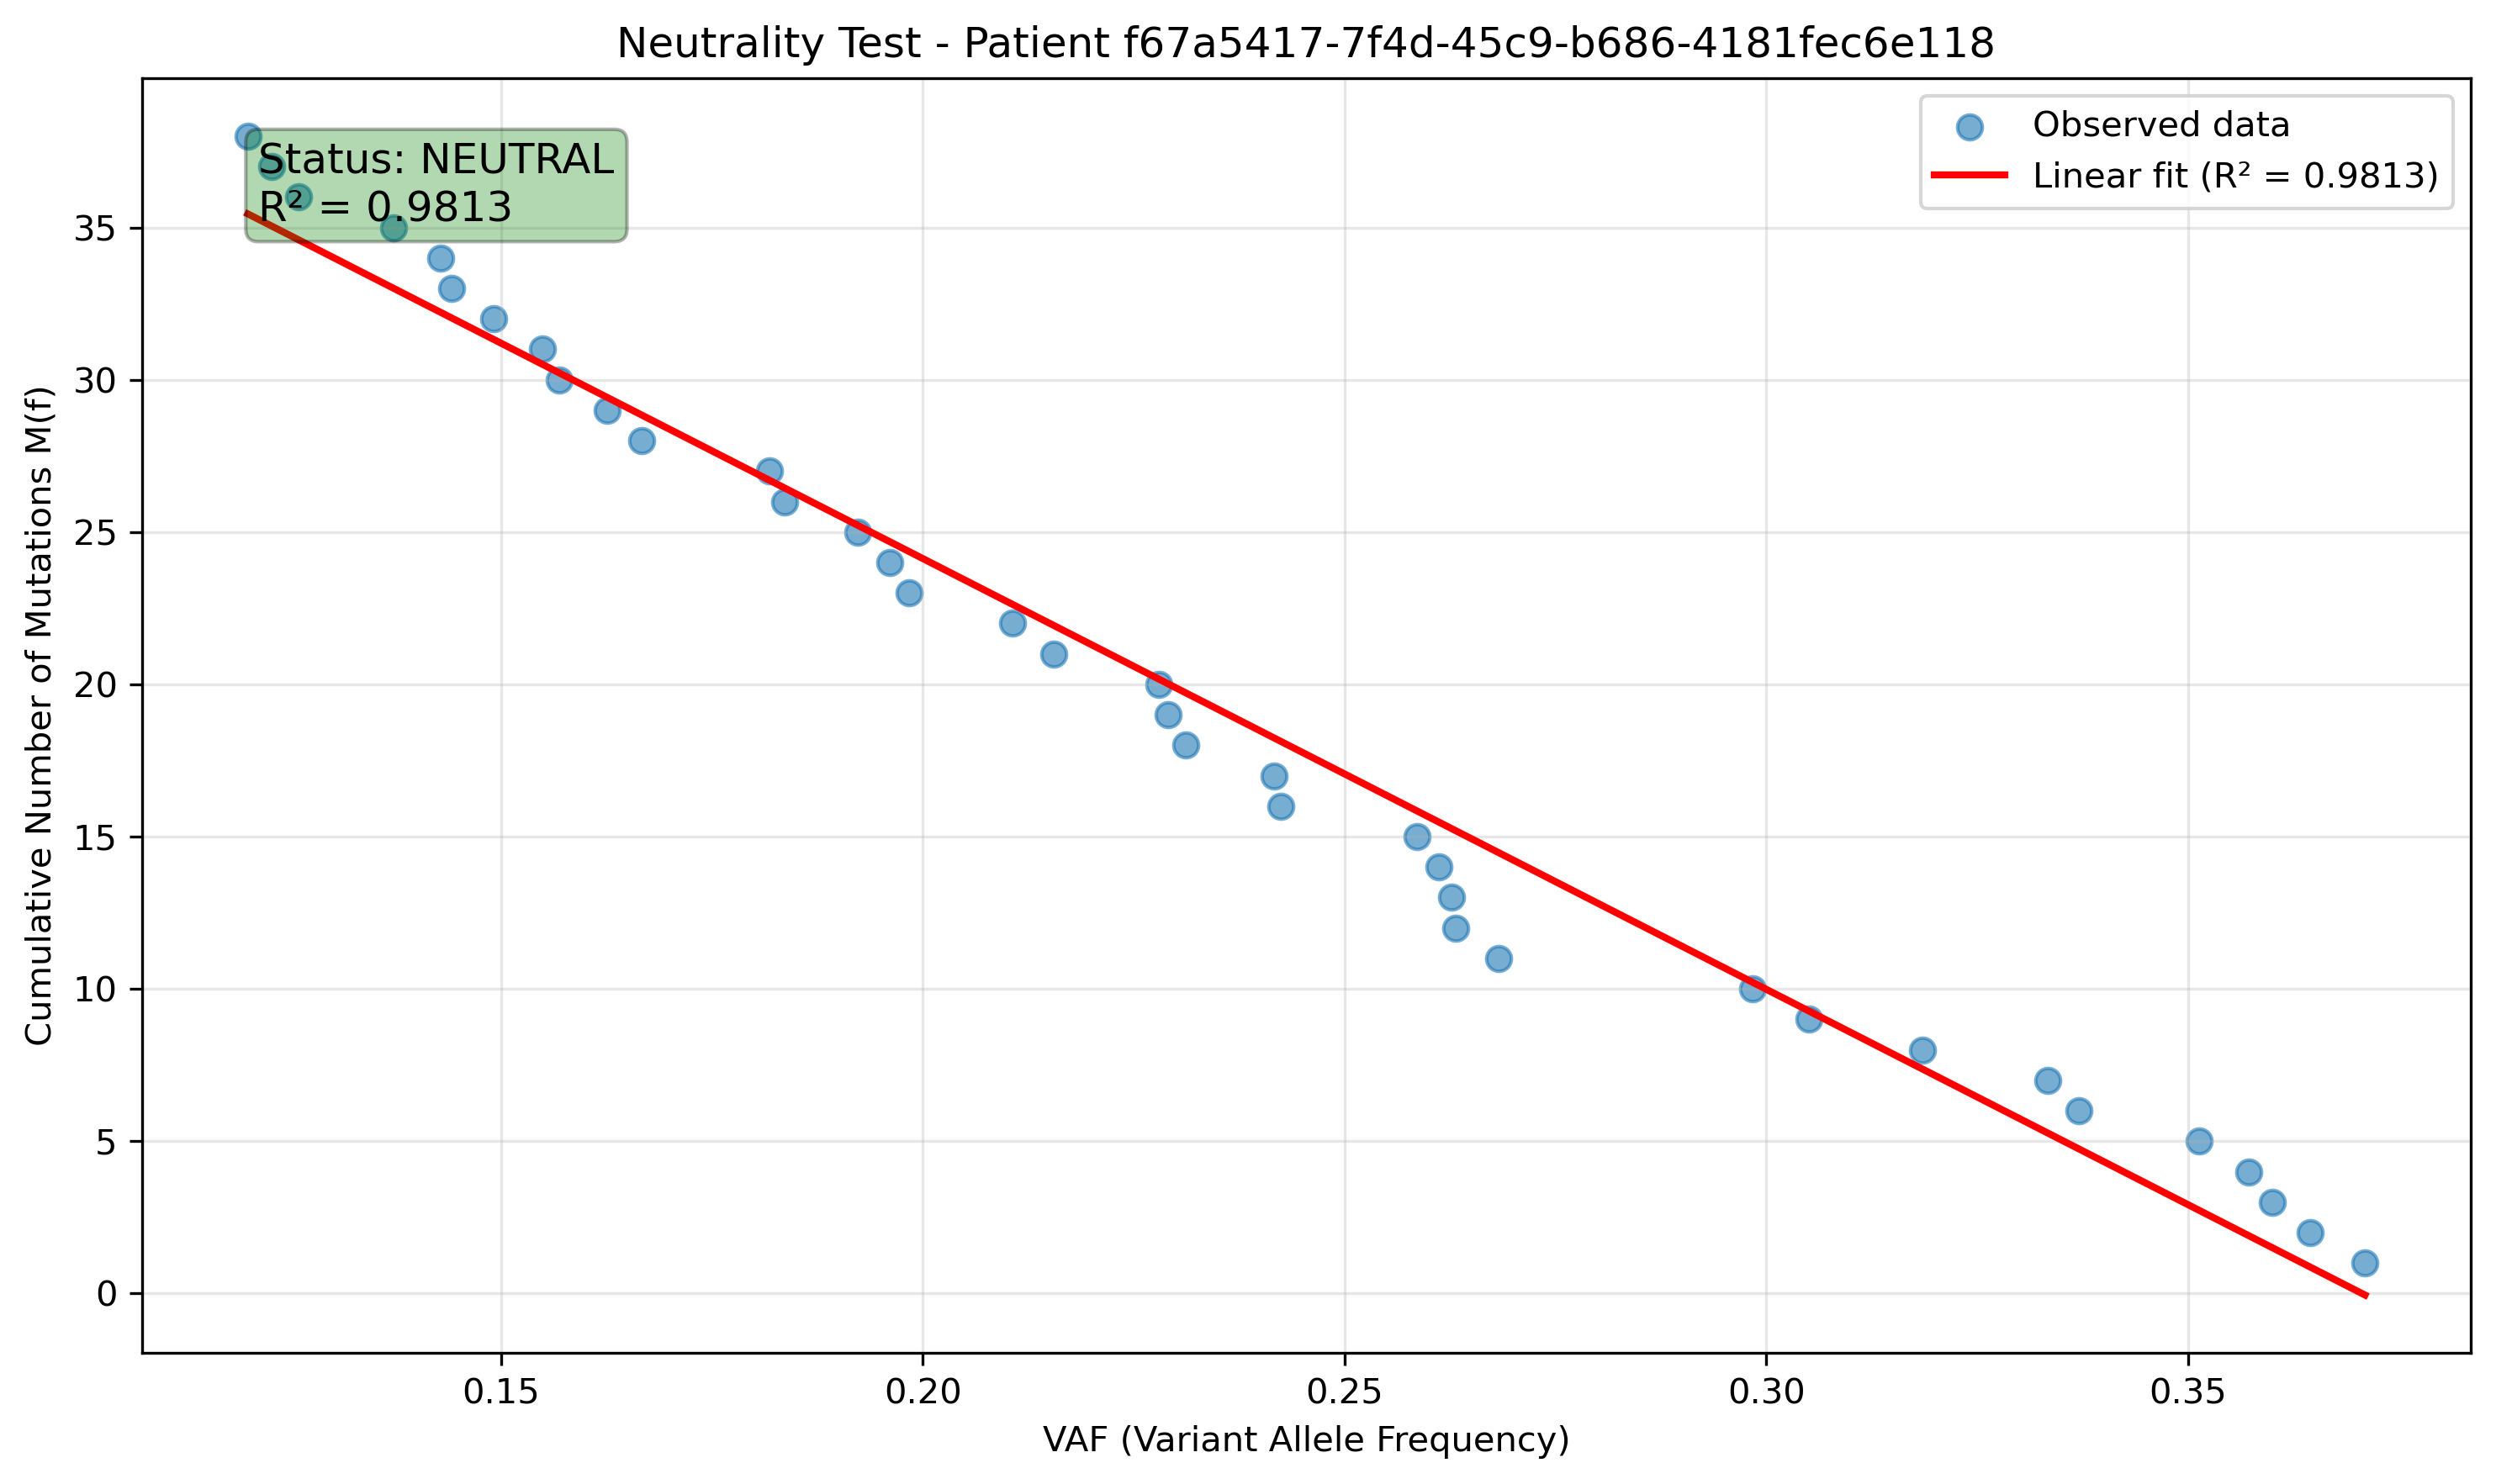 Neutrality Test - Patient f67a5417-7f4d-45c9-b686-4181fec6e118
Status: NEUTRAL
R² = 0.9813
Observed data
Linear fit (R² = 0.9813)
Cumulative Number of Mutations M(f)
35
30
25
20
15
10
5
0
0.15 0.20 0.25 0.30 0.35
VAF (Variant Allele Frequency)